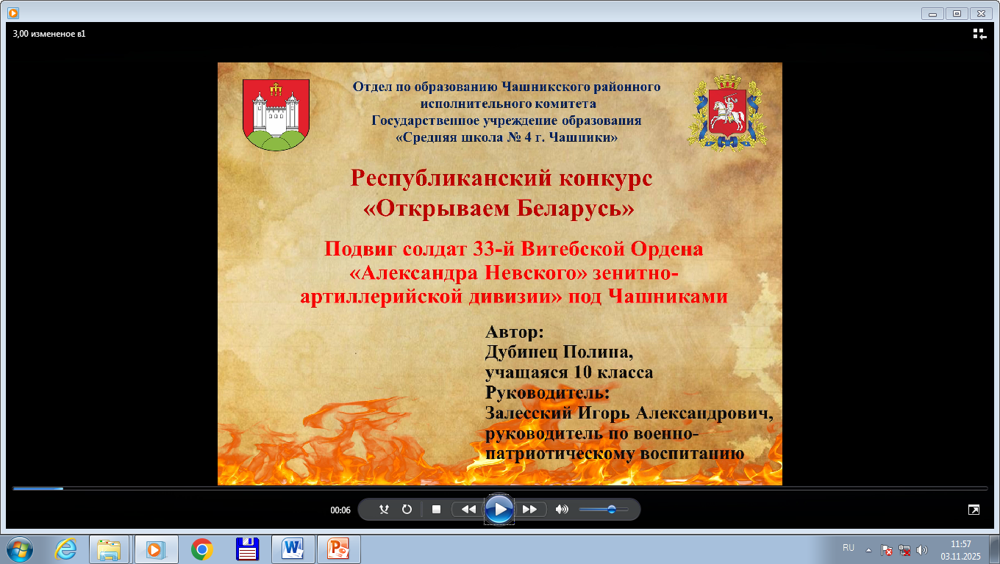 3,00 измененое в1
Отдел по образованию Чашникского районного
исполнительного комитета
Государственное учреждение образования
«Средняя школа № 4 г. Чашники»
Республиканский конкурс
«Открываем Беларусь»
Подвиг солдат 33-й Витебской Ордена
«Александра Невского» зенитно-
артиллерийской дивизии» под Чашниками
Автор:
Дубинец Полина,
учащаяся 10 класса
Руководитель:
Залесский Игорь Александрович,
руководитель по военно-
патриотическому воспитанию
00:06
RU
11:57
03.11.2025